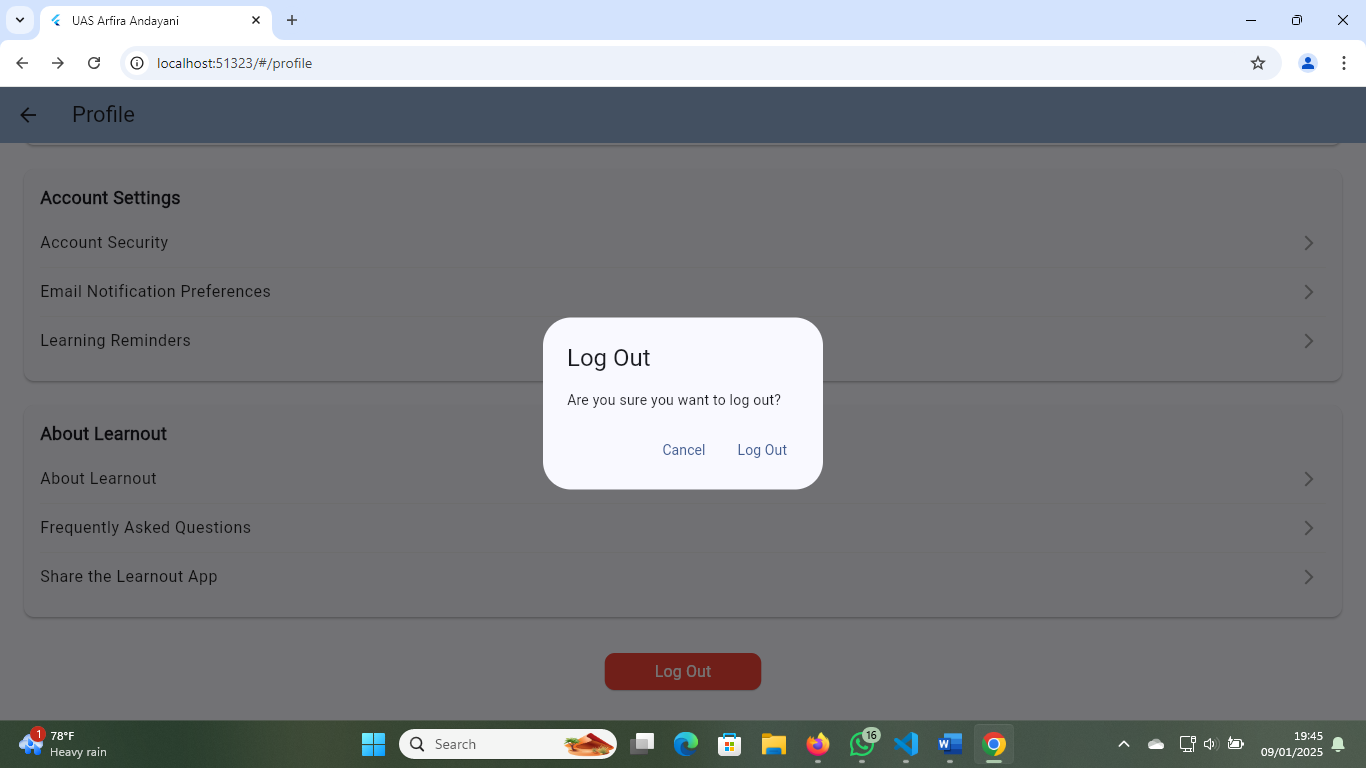 UAS Arfira Andayani
localhost:51323/#/profile
Profile
Account Settings
Account Security
Email Notification Preferences
Learning Reminders
Log Out
Are you sure you want to log out?
Cancel Log Out
About Learnout
About Learnout
Frequently Asked Questions
Share the Learnout App
Log Out
1
78°F
Heavy rain
Search
16
19:45
09/01/2025